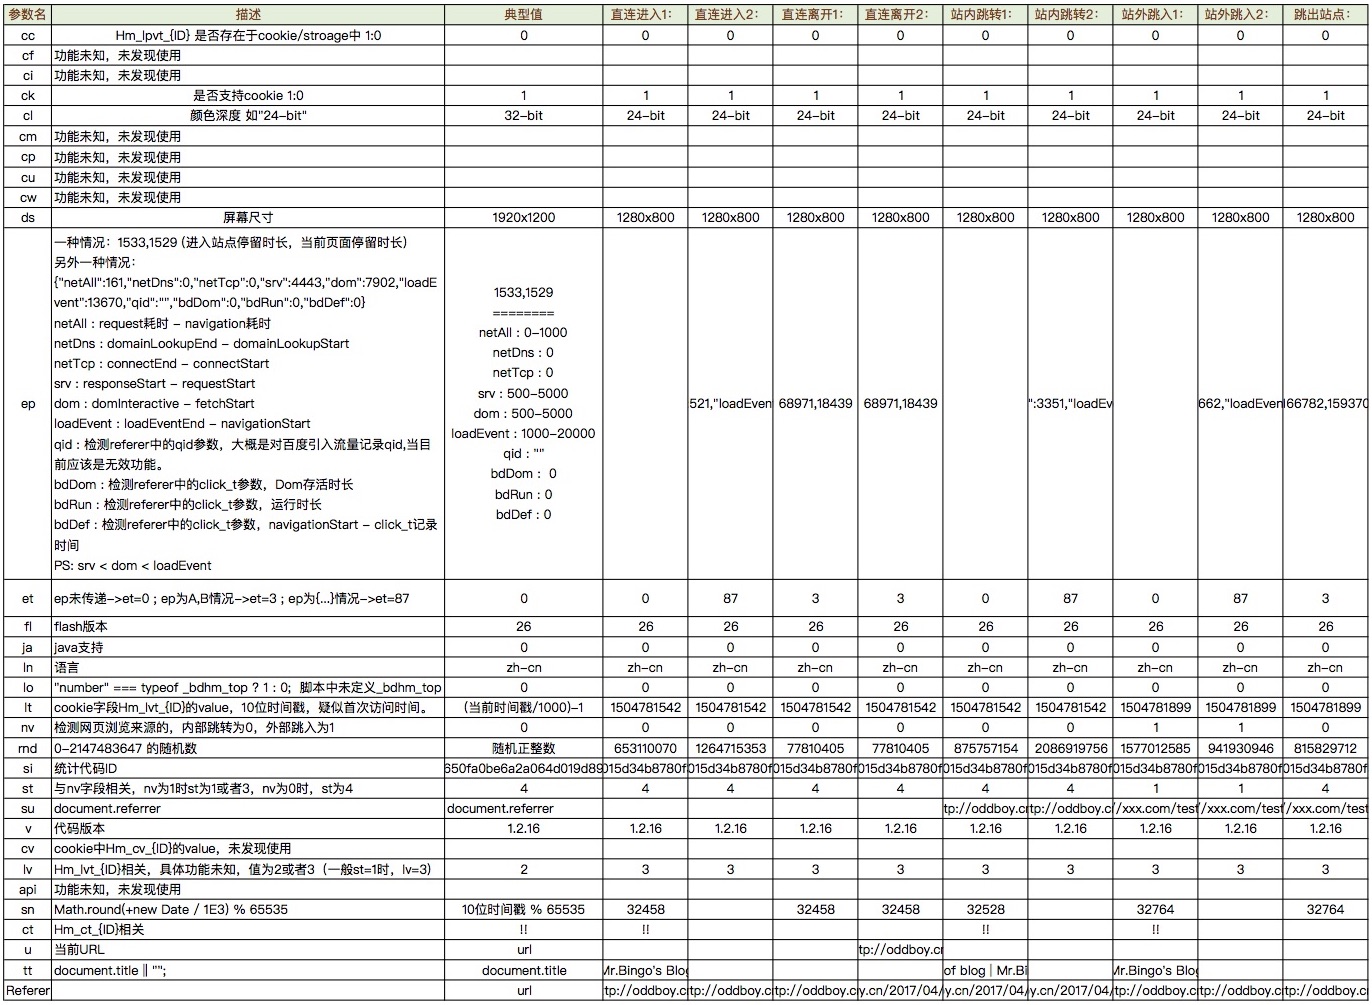 参数名 描述 典型值 直连进入1: 直连进入2: 直连离开1: 直连离开2: 站内跳转1: 站内跳转2: 站外跳入1: 站外跳入2: 跳出站点:
cc Hm_lpvt_{ID} 是否存在于cookie/stroage中 1:0 0 0 0 0 0 0 0 0 0 0
cf 功能未知，未发现使用
ci 功能未知，未发现使用
ck 是否支持cookie 1:0 1 1 1 1 1 1 1 1 1 1
cl 颜色深度 如"24-bit" 32-bit 24-bit 24-bit 24-bit 24-bit 24-bit 24-bit 24-bit 24-bit 24-bit
cm 功能未知，未发现使用
cp 功能未知，未发现使用
cu 功能未知，未发现使用
cw 功能未知，未发现使用
ds 屏幕尺寸 1920x1200 1280x800 1280x800 1280x800 1280x800 1280x800 1280x800 1280x800 1280x800 1280x800
ep
一种情况：1533,1529 (进入站点停留时长，当前页面停留时长)
另外一种情况：
{"netAll":161,"netDns":0,"netTcp":0,"srv":4443,"dom":7902,"loadE
vent":13670,"qid":"","bdDom":0,"bdRun":0,"bdDef":0}
netAll : request耗时 - navigation耗时
netDns : domainLookupEnd - domainLookupStart
netTcp : connectEnd - connectStart
srv : responseStart - requestStart
dom : domInteractive - fetchStart
loadEvent : loadEventEnd - navigationStart
qid : 检测referer中的qid参数，大概是对百度引入流量记录qid,当目
前应该是无效功能。
bdDom : 检测referer中的click_t参数，Dom存活时长
bdRun : 检测referer中的click_t参数，运行时长
bdDef : 检测referer中的click_t参数，navigationStart - click_t记录
时间
PS: srv < dom < loadEvent
1533,1529
========
netAll : 0-1000
netDns : 0
netTcp : 0
srv : 500-5000
dom : 500-5000
loadEvent : 1000-20000
qid : ""
bdDom : 0
bdRun : 0
bdDef : 0
521,"loadEven 68971,18439 68971,18439 ":3351,"loadEv 662,"loadEven 66782,159370
et ep未传递->et=0 ; ep为A,B情况->et=3 ; ep为{...}情况->et=87 0 0 87 3 3 0 87 0 87 3
fl flash版本 26 26 26 26 26 26 26 26 26 26
ja java支持 0 0 0 0 0 0 0 0 0 0
ln 语言 zh-cn zh-cn zh-cn zh-cn zh-cn zh-cn zh-cn zh-cn zh-cn zh-cn
lo "number" === typeof _bdhm_top ? 1 : 0; 脚本中未定义_bdhm_top 0 0 0 0 0 0 0 0 0 0
lt cookie字段Hm_lvt_{ID}的value，10位时间戳，疑似首次访问时间。 (当前时间戳/1000)-1 1504781542 1504781542 1504781542 1504781542 1504781542 1504781542 1504781899 1504781899 1504781899
nv 检测网页浏览来源的，内部跳转为0，外部跳入为1 0 0 0 0 0 0 0 1 1 0
rnd 0-2147483647 的随机数 随机正整数 653110070 1264715353 77810405 77810405 875757154 2086919756 1577012585 941930946 815829712
si 统计代码ID 650fa0be6a2a064d019d89 015d34b8780f 015d34b8780f 015d34b8780f 015d34b8780f 015d34b8780f 015d34b8780f 015d34b8780f 015d34b8780f 015d34b8780f
st 与nv字段相关，nv为1时st为1或者3，nv为0时，st为4 4 4 4 4 4 4 4 1 1 4
su document.referrer document.referrer tp://oddboy.cn tp://oddboy.c //xxx.com/test //xxx.com/test //xxx.com/test
v 代码版本 1.2.16 1.2.16 1.2.16 1.2.16 1.2.16 1.2.16 1.2.16 1.2.16 1.2.16 1.2.16
cv cookie中Hm_cv_{ID}的value，未发现使用
lv Hm_lvt_{ID}相关，具体功能未知，值为2或者3（一般st=1时，lv=3） 2 3 3 3 3 3 3 3 3 3
api 功能未知，未发现使用
sn Math.round(+new Date / 1E3) % 65535 10位时间戳 % 65535 32458 32458 32458 32528 32764 32764
ct Hm_ct_{ID}相关 !! !! !! !!
u 当前URL url tp://oddboy.cn
tt document.title || ""; document.title Mr.Bingo's Blog of blog | Mr.Bi Mr.Bingo's Blog
Referer url tp://oddboy.c tp://oddboy.c y.cn/2017/04/ y.cn/2017/04/ y.cn/2017/04/ y.cn/2017/04/ tp://oddboy.c tp://oddboy.c tp://oddboy.c